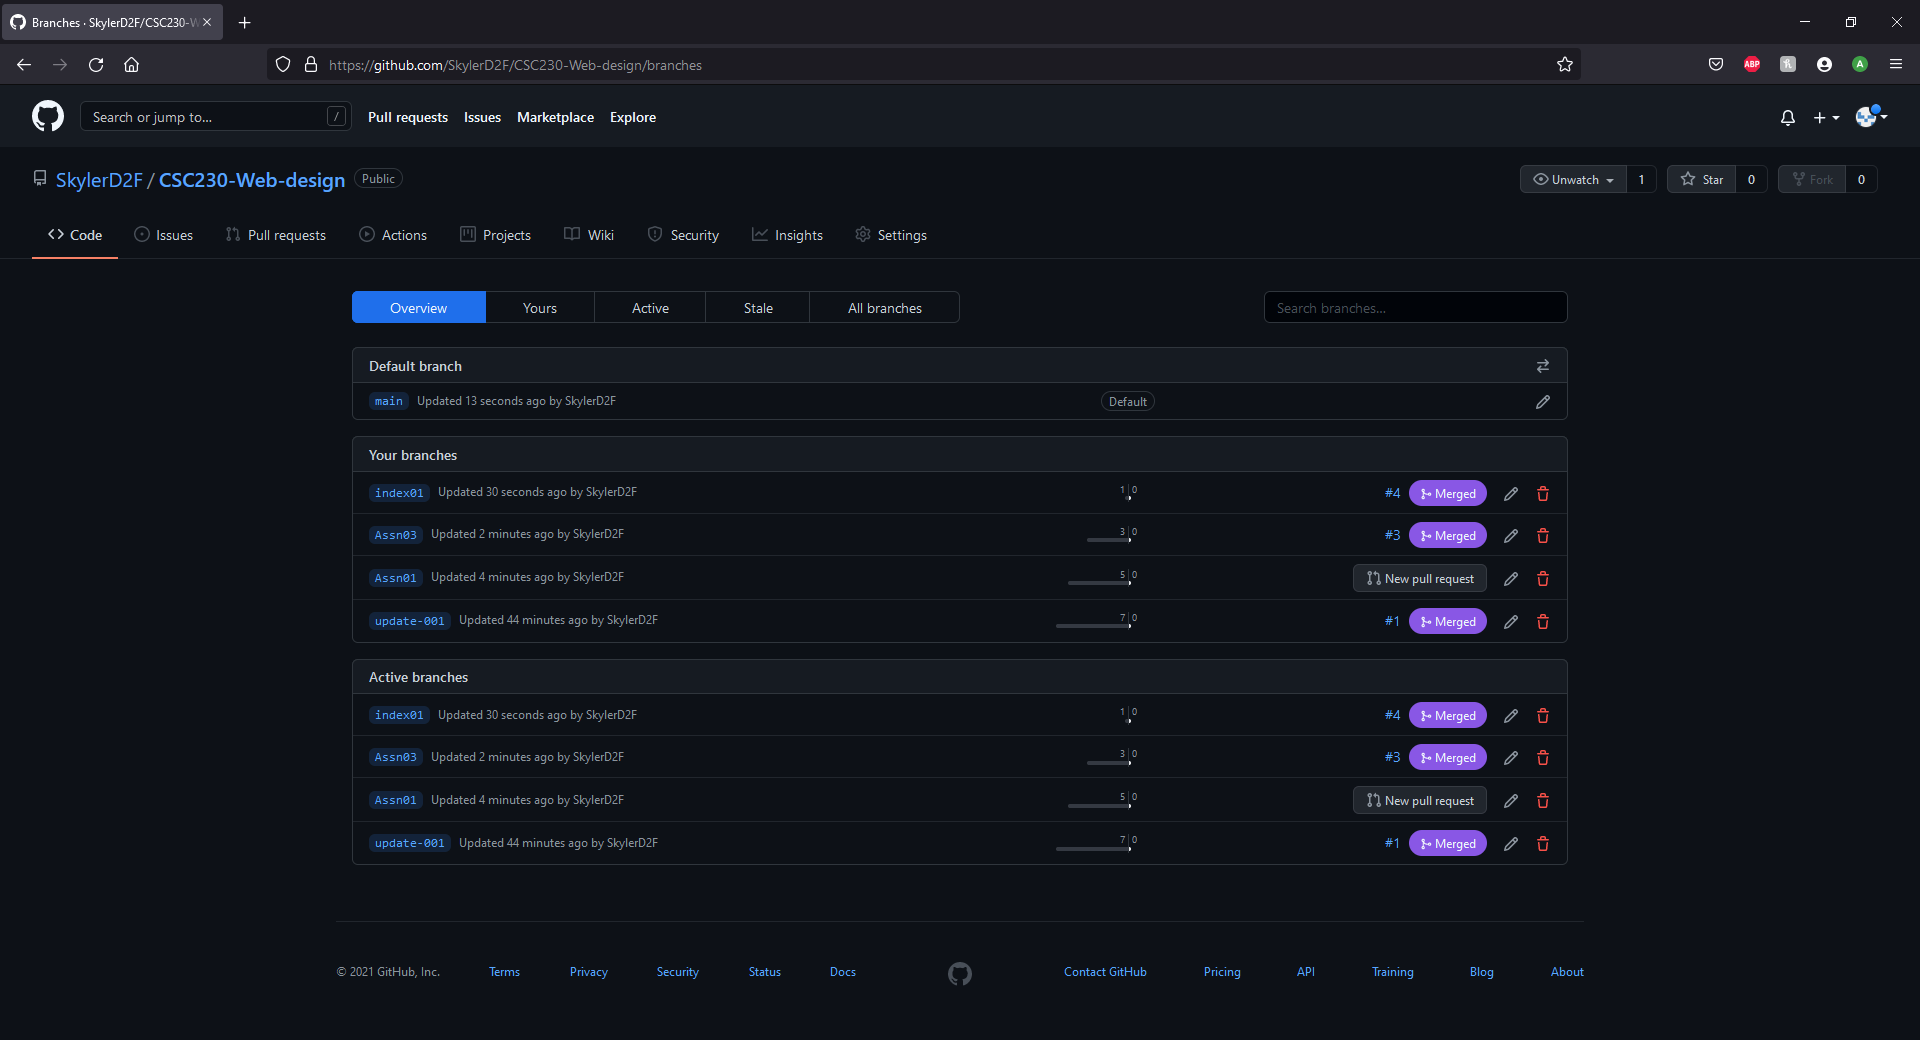 Branches · SkylerD2F/CSC230-W
https://github.com/SkylerD2F/CSC230-Web-design/branches
ABP
A
Search or jump to...
/
Pull requests
Issues
Marketplace
Explore
SkylerD2F / CSC230-Web-design Public
Unwatch 1
Star 0
Fork 0
Code
Issues
Pull requests
Actions
Projects
Wiki
Security
Insights
Settings
Overview
Yours
Active
Stale
All branches
Search branches...
Default branch
main Updated 13 seconds ago by SkylerD2F Default
Your branches
index01 Updated 30 seconds ago by SkylerD2F 1 0 #4 Merged
Assn03 Updated 2 minutes ago by SkylerD2F 3 0 #3 Merged
Assn01 Updated 4 minutes ago by SkylerD2F 5 0 New pull request
update-001 Updated 44 minutes ago by SkylerD2F 7 0 #1 Merged
Active branches
index01 Updated 30 seconds ago by SkylerD2F 1 0 #4 Merged
Assn03 Updated 2 minutes ago by SkylerD2F 3 0 #3 Merged
Assn01 Updated 4 minutes ago by SkylerD2F 5 0 New pull request
update-001 Updated 44 minutes ago by SkylerD2F 7 0 #1 Merged
© 2021 GitHub, Inc.
Terms
Privacy
Security
Status
Docs
Contact GitHub
Pricing
API
Training
Blog
About